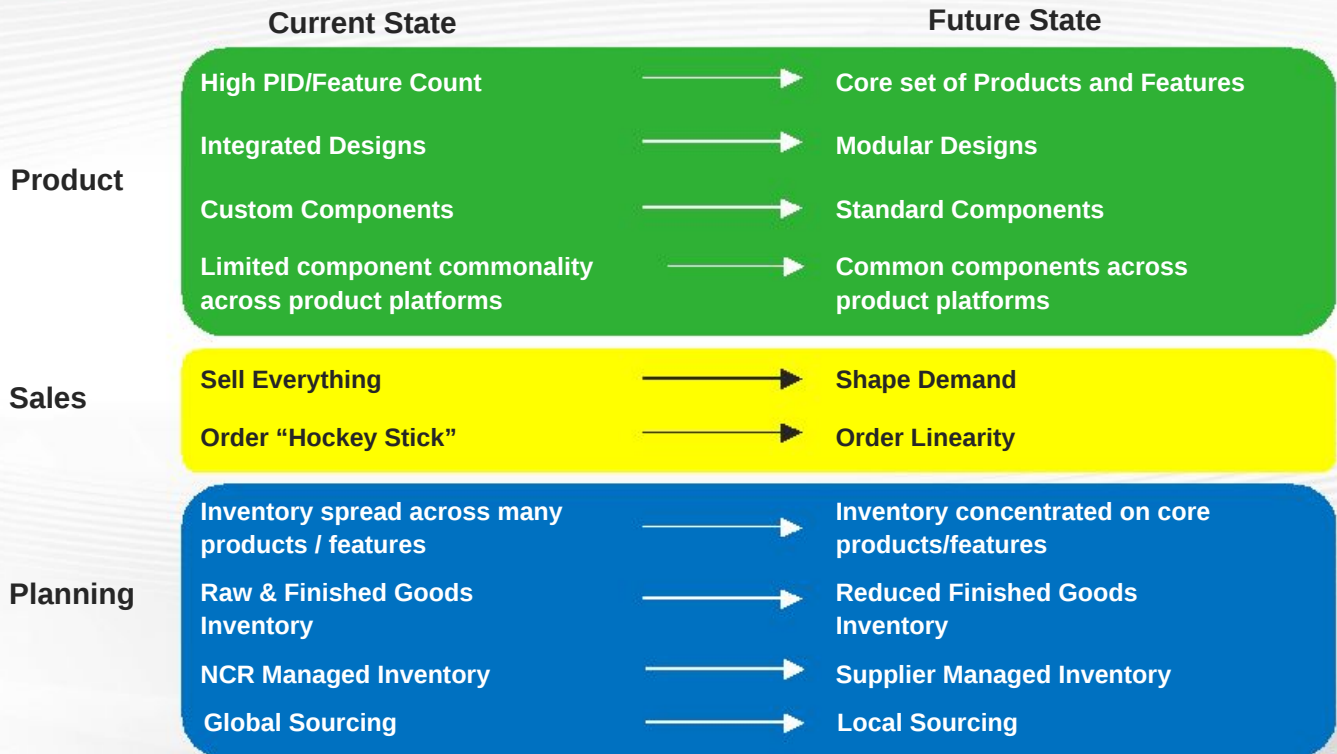 Current State
Future State
Product
High PID/Feature Count
Core set of Products and Features
Integrated Designs
Modular Designs
Custom Components
Standard Components
Limited component commonality
across product platforms
Common components across
product platforms
Sales
Sell Everything
Shape Demand
Order “Hockey Stick”
Order Linearity
Planning
Inventory spread across many
products / features
Inventory concentrated on core
products/features
Raw & Finished Goods
Inventory
Reduced Finished Goods
Inventory
NCR Managed Inventory
Supplier Managed Inventory
Global Sourcing
Local Sourcing